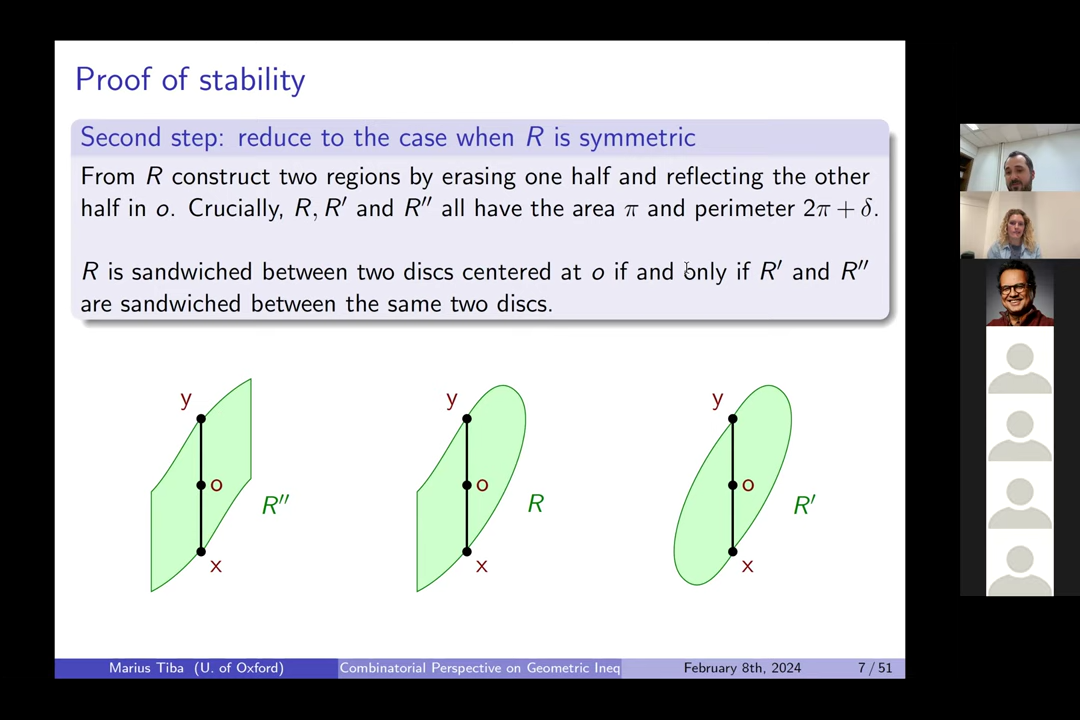 Proof of stability
Second step: reduce to the case when R is symmetric
From R construct two regions by erasing one half and reflecting the other
half in o. Crucially, R, R′ and R″ all have the area π and perimeter 2π + δ.
R is sandwiched between two discs centered at o if and only if R′ and R″
are sandwiched between the same two discs.
y
o
x
R″
y
o
x
R
y
o
x
R′
Marius Tiba (U. of Oxford)
Combinatorial Perspective on Geometric Ineq
February 8th, 2024
7 / 51